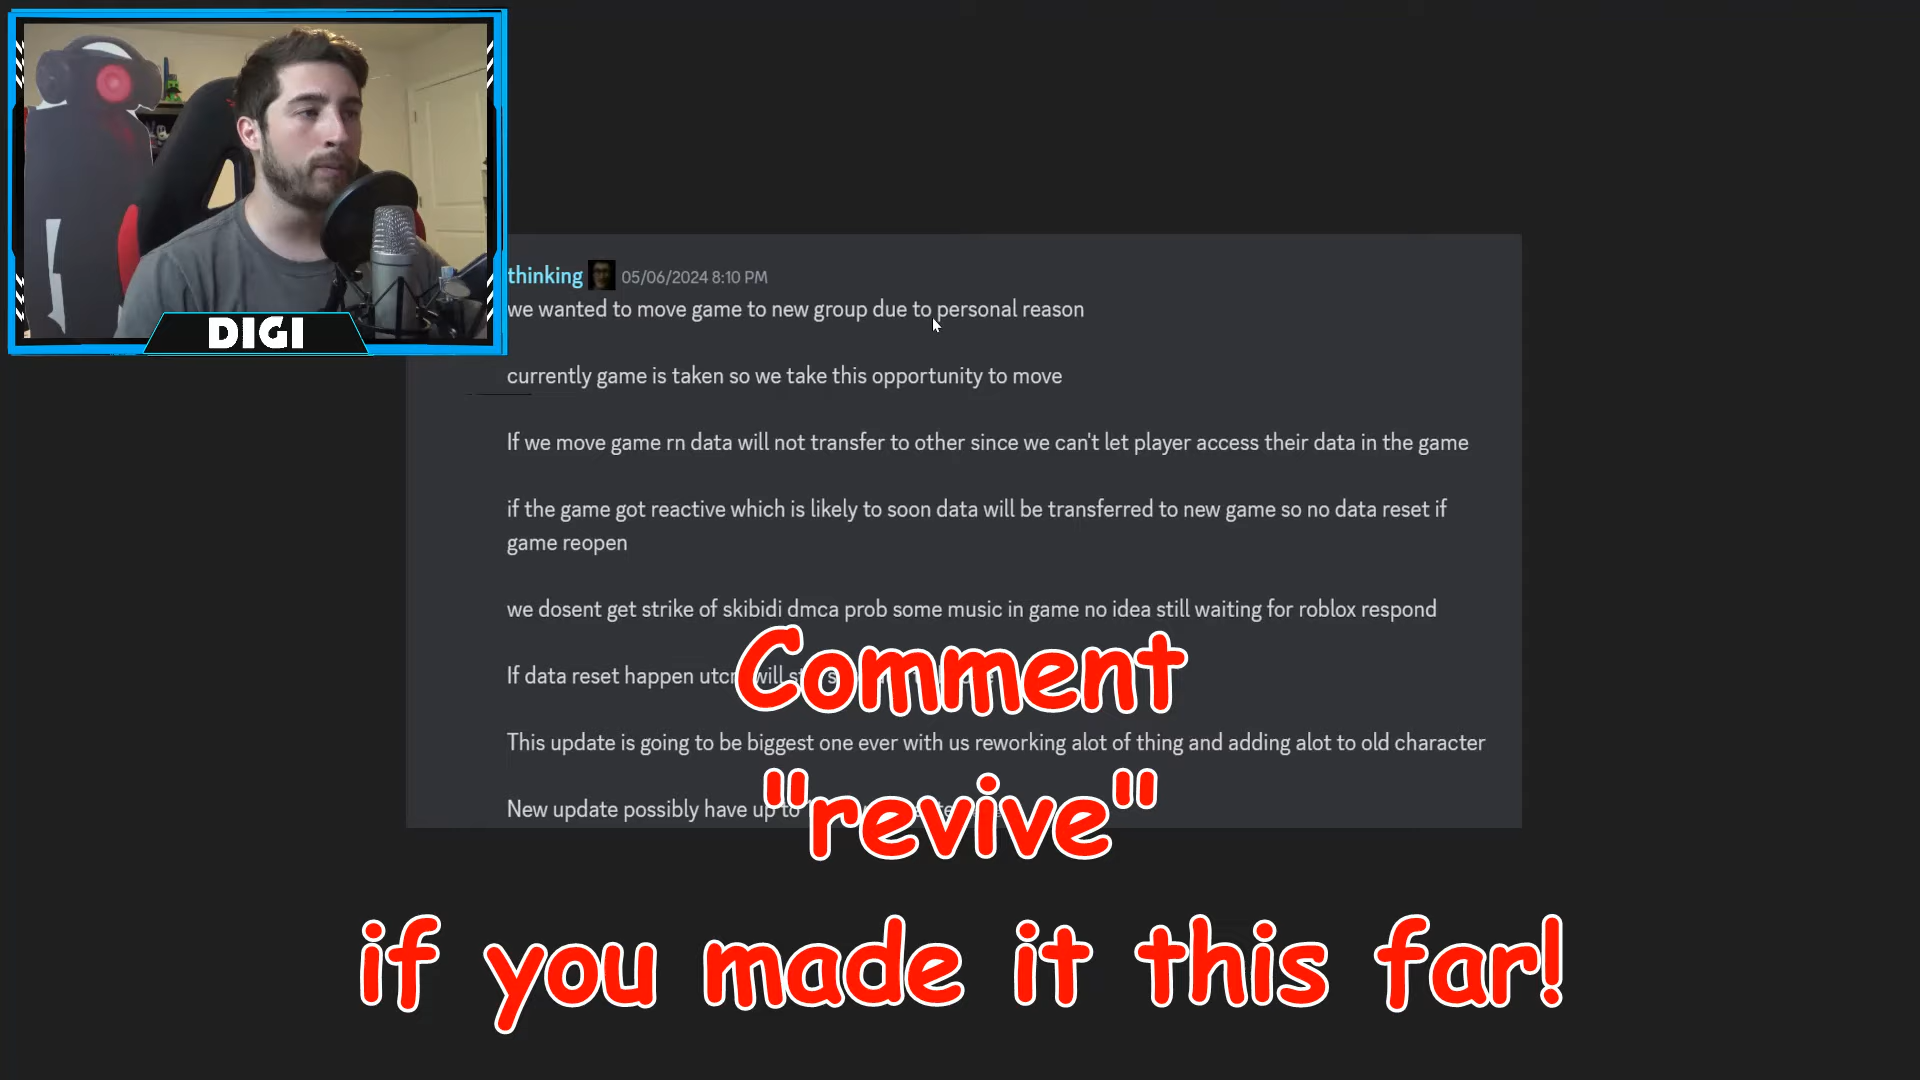 DIGI
thinking 05/06/2024 8:10 PM
we wanted to move game to new group due to personal reason
currently game is taken so we take this opportunity to move
If we move game rn data will not transfer to other since we can't let player access their data in the game
if the game got reactive which is likely to soon data will be transferred to new game so no data reset if
game reopen
we dosent get strike of skibidi dmca prob some music in game no idea still waiting for roblox respond
If data reset happen will
Comment
This update is going to be biggest one ever with us reworking alot of thing and adding alot to old character
New update possibly have up to
"revive"
if you made it this far!